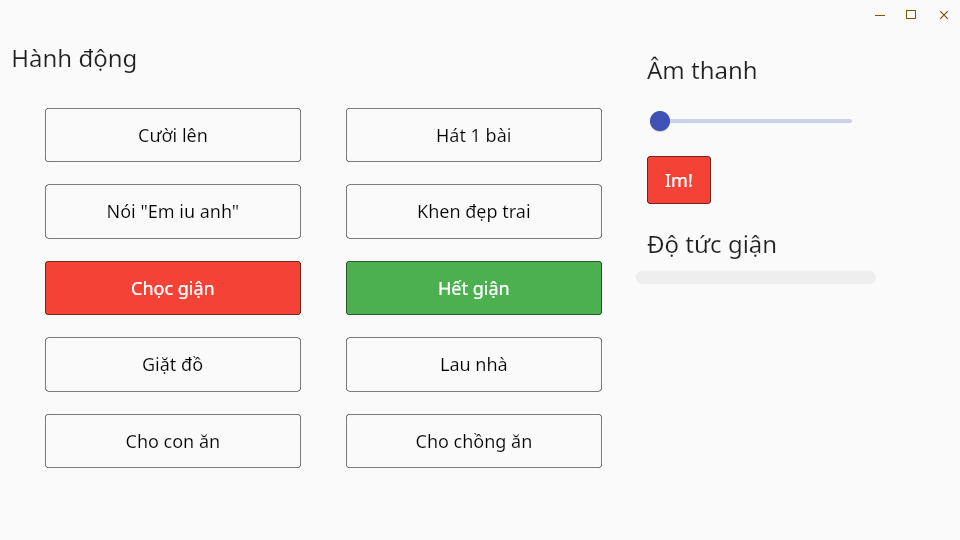 Hành động
Cười lên
Hát 1 bài
Nói "Em iu anh"
Khen đẹp trai
Chọc giận
Hết giận
Giặt đồ
Lau nhà
Cho con ăn
Cho chồng ăn
Âm thanh
Im!
Độ tức giận